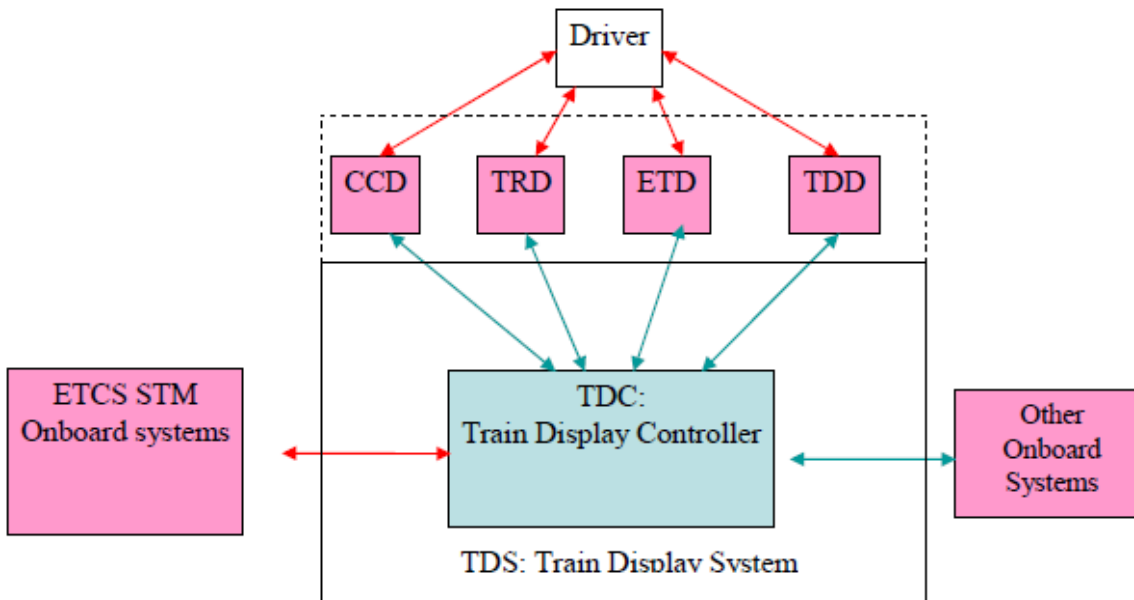 Driver
CCD
TRD
ETD
TDD
ETCS STM
Onboard systems
TDC:
Train Display Controller
Other
Onboard
Systems
TDS: Train Display System